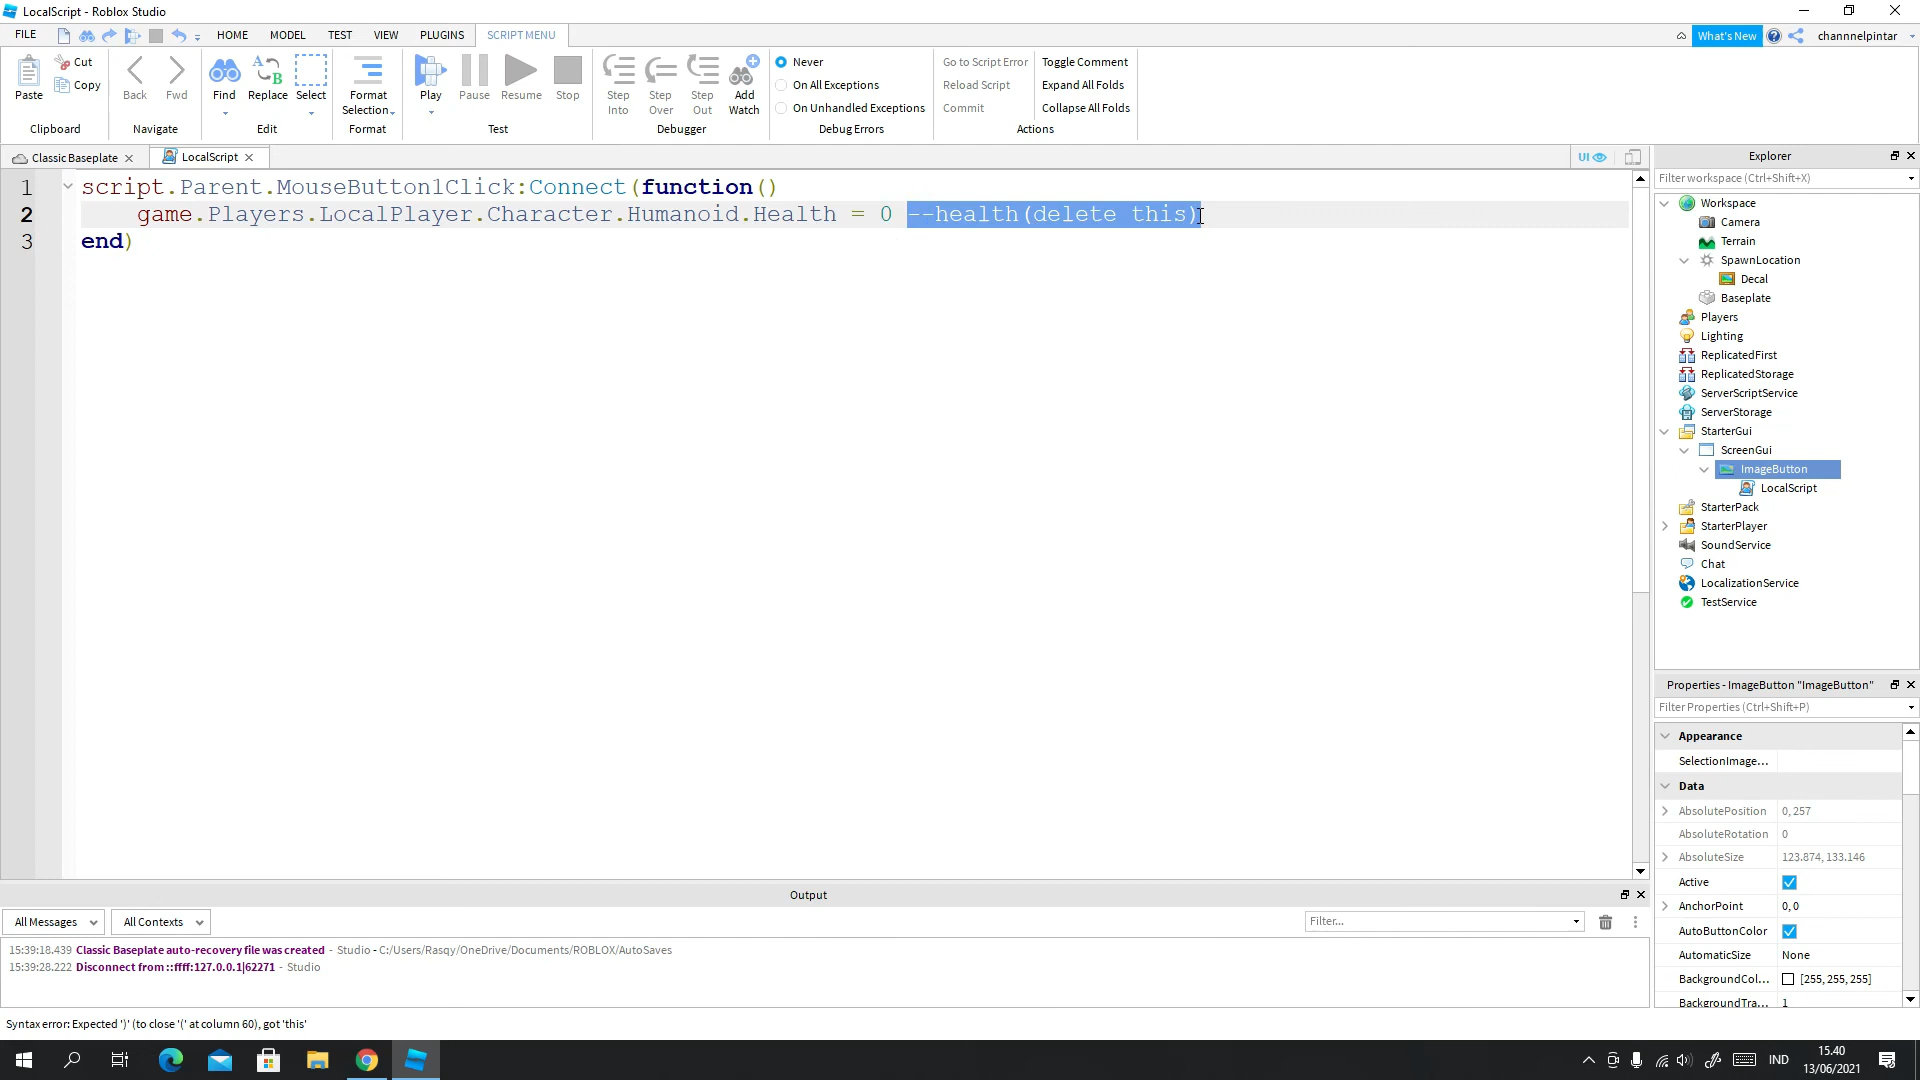 LocalScript - Roblox Studio
FILE HOME MODEL TEST VIEW PLUGINS SCRIPT MENU What's New channnelpintar
Paste Cut Copy
Clipboard
Back Fwd
Navigate
Find Replace Select
Edit
Format Selection
Format
Play Pause Resume Stop
Test
Step Into Step Over Step Out Add Watch
Debugger
Never
On All Exceptions
On Unhandled Exceptions
Debug Errors
Go to Script Error Toggle Comment
Reload Script Expand All Folds
Commit Collapse All Folds
Actions
Classic Baseplate LocalScript UI
1 script.Parent.MouseButton1Click:Connect(function()
2 game.Players.LocalPlayer.Character.Humanoid.Health = 0 --health(delete this)
3 end)
Explorer
Filter workspace (Ctrl+Shift+X)
Workspace
Camera
Terrain
SpawnLocation
Decal
Baseplate
Players
Lighting
ReplicatedFirst
ReplicatedStorage
ServerScriptService
ServerStorage
StarterGui
ScreenGui
ImageButton
LocalScript
StarterPack
StarterPlayer
SoundService
Chat
LocalizationService
TestService
Properties - ImageButton "ImageButton"
Filter Properties (Ctrl+Shift+P)
Appearance
SelectionImage...
Data
AbsolutePosition 0, 257
AbsoluteRotation 0
AbsoluteSize 123.874, 133.146
Active
AnchorPoint 0, 0
AutoButtonColor
AutomaticSize None
BackgroundCol... [255, 255, 255]
BackgroundTra... 1
Output
All Messages All Contexts Filter...
15:39:18.439 Classic Baseplate auto-recovery file was created - Studio - C:/Users/Rasqy/OneDrive/Documents/ROBLOX/AutoSaves
15:39:28.222 Disconnect from ::ffff:127.0.0.1|62271 - Studio
Syntax error: Expected ')' (to close '(' at column 60), got 'this'
IND
15.40
13/06/2021